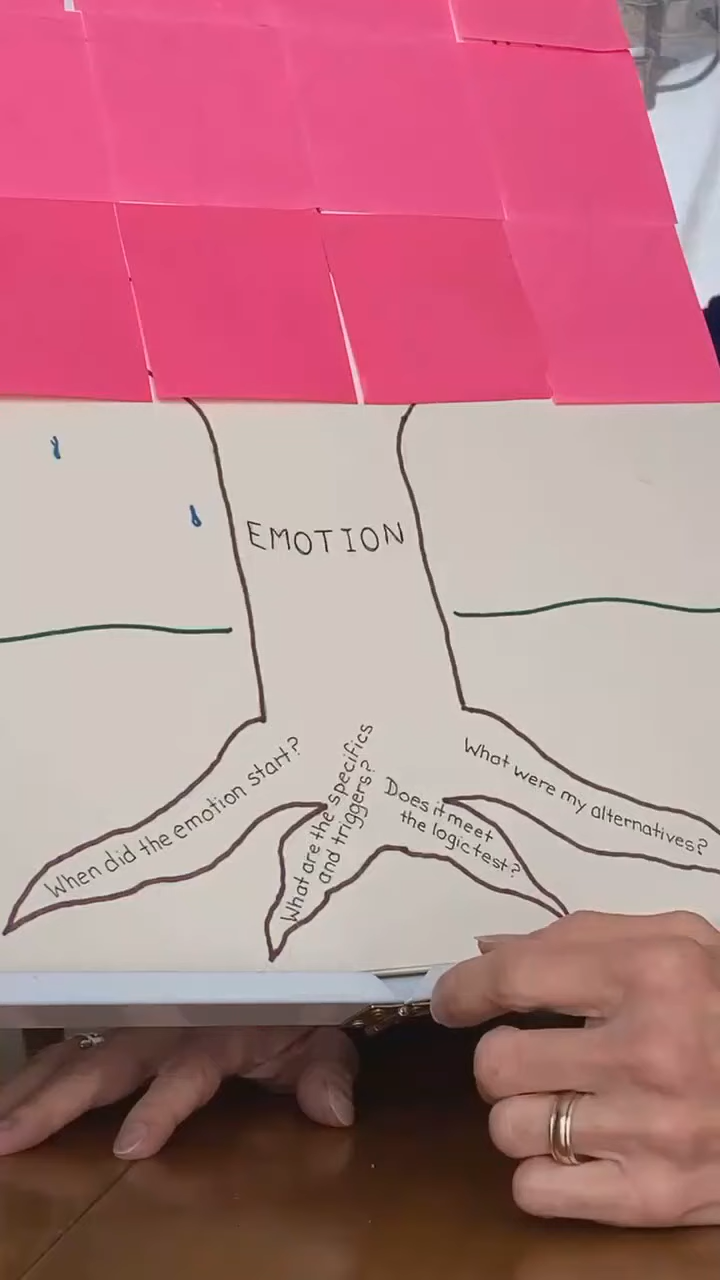 EMOTION
When did the emotion start?
What are the specifics
and triggers?
Does it meet
the logic test?
What were my alternatives?